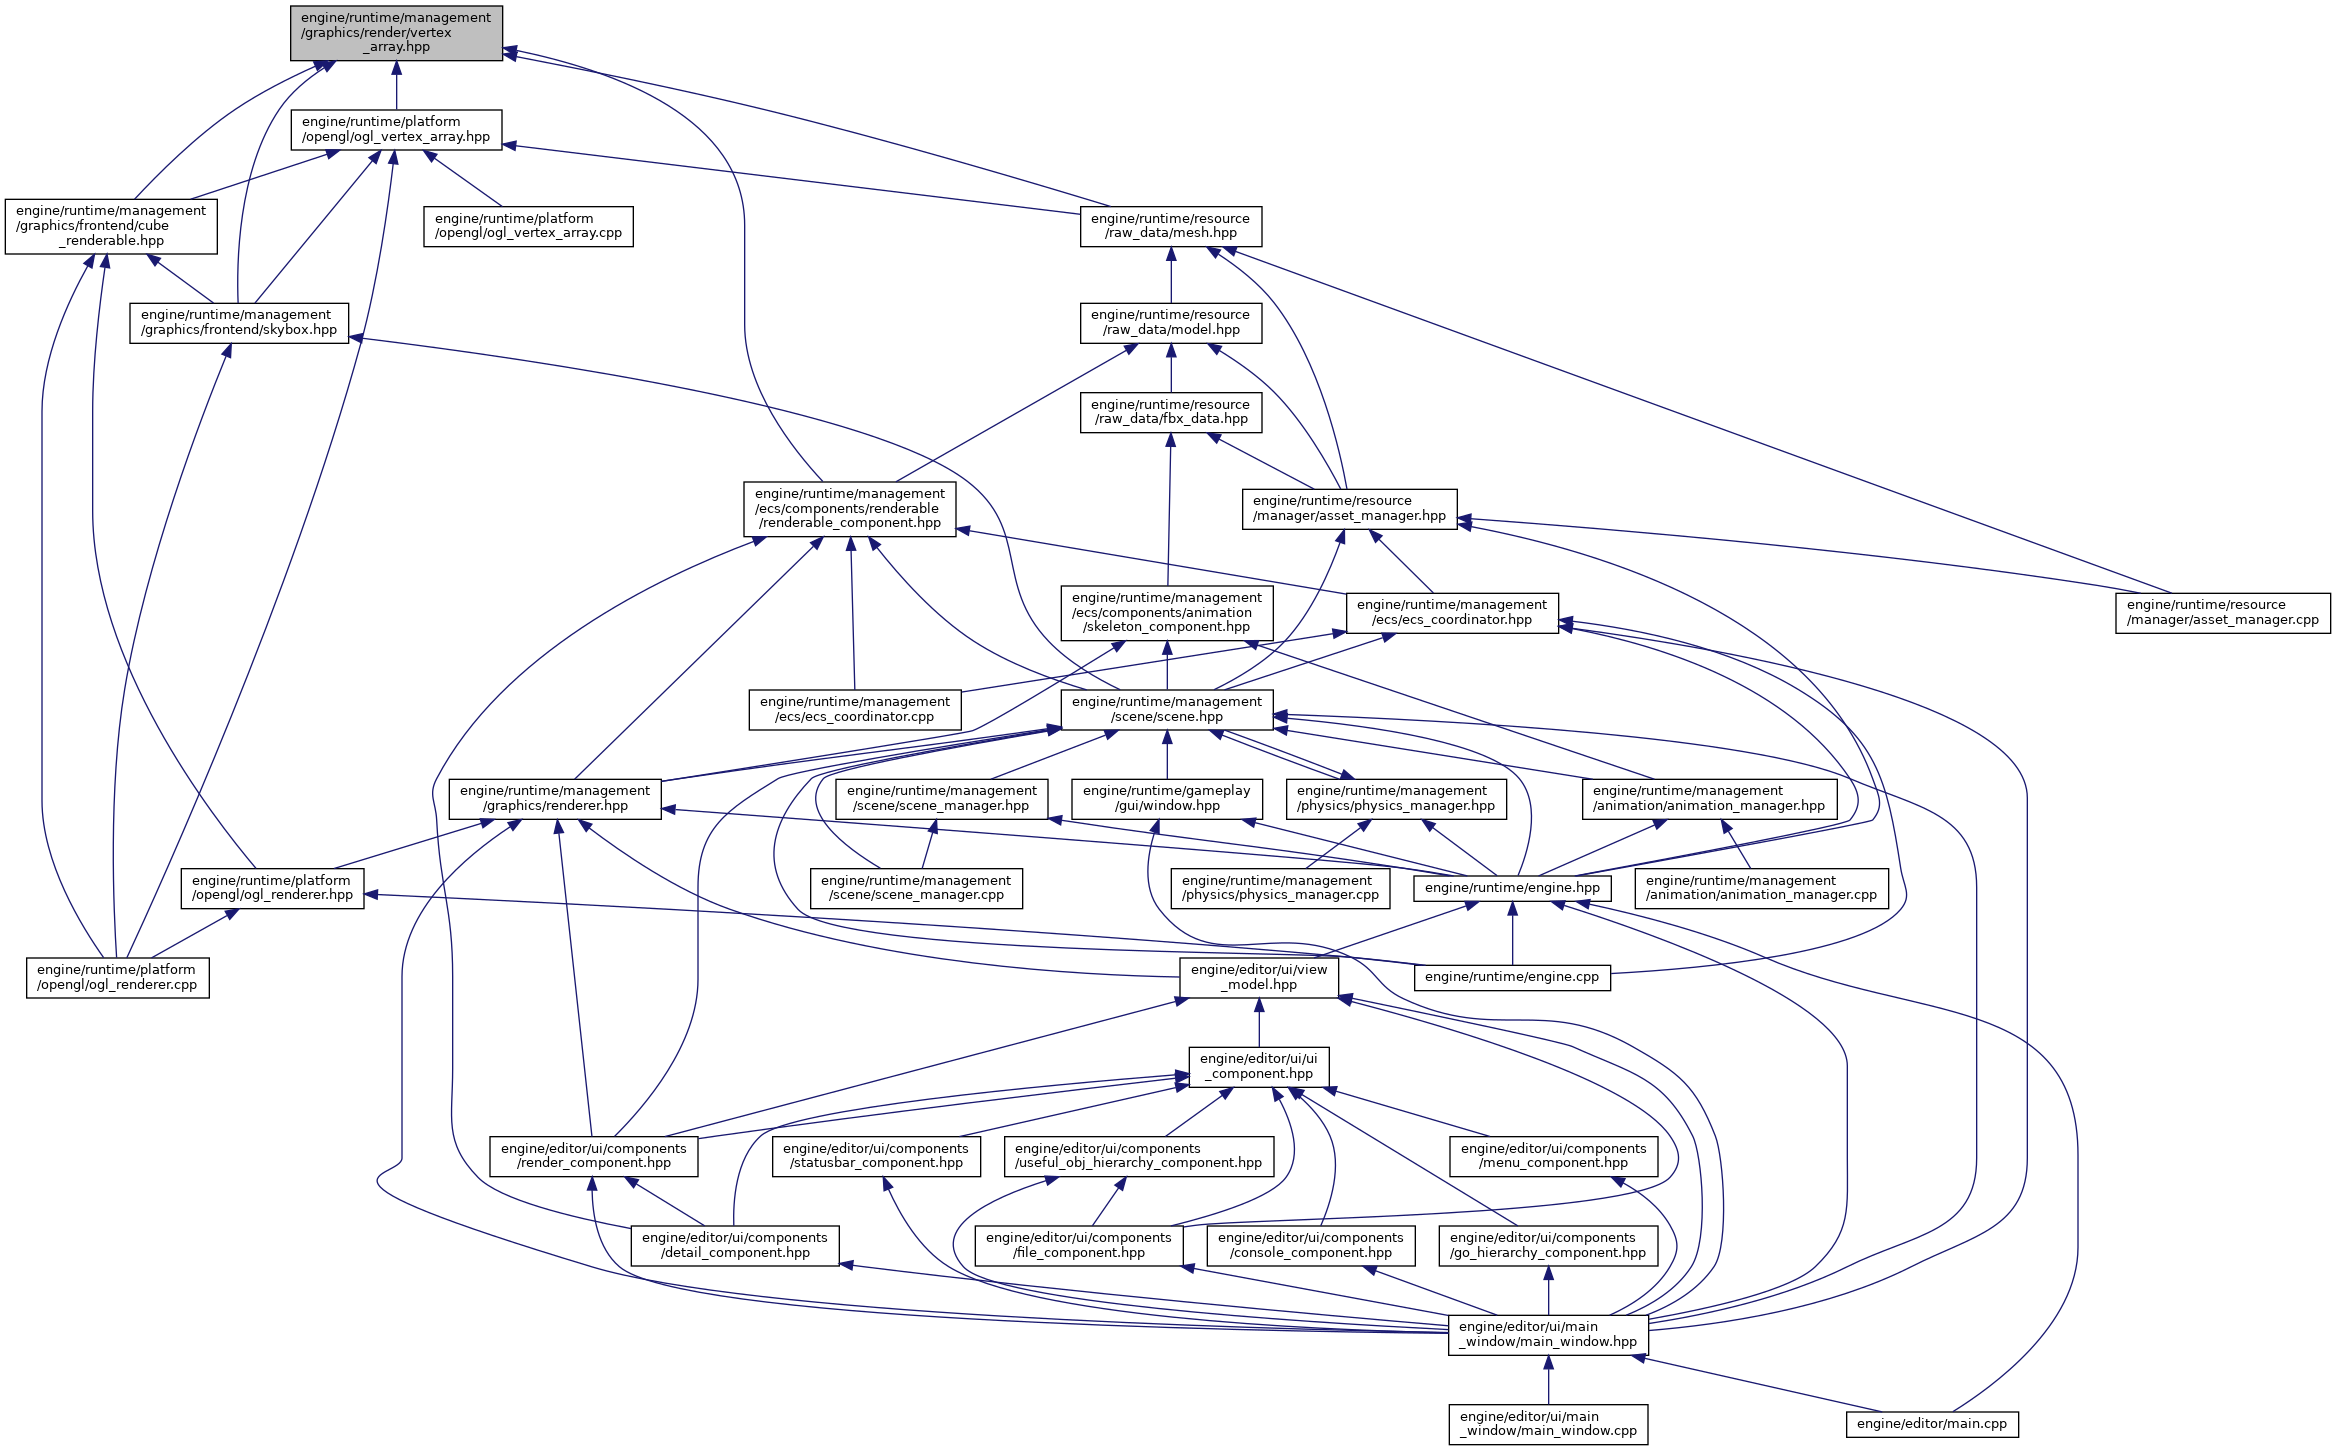 engine/runtime/management
/graphics/render/vertex
_array.hpp
engine/runtime/platform
/opengl/ogl_vertex_array.hpp
engine/runtime/management
/graphics/frontend/cube
_renderable.hpp
engine/runtime/platform
/opengl/ogl_vertex_array.cpp
engine/runtime/resource
/raw_data/mesh.hpp
engine/runtime/management
/graphics/frontend/skybox.hpp
engine/runtime/resource
/raw_data/model.hpp
engine/runtime/resource
/raw_data/fbx_data.hpp
engine/runtime/management
/ecs/components/renderable
/renderable_component.hpp
engine/runtime/resource
/manager/asset_manager.hpp
engine/runtime/management
/ecs/components/animation
/skeleton_component.hpp
engine/runtime/management
/ecs/ecs_coordinator.hpp
engine/runtime/resource
/manager/asset_manager.cpp
engine/runtime/management
/ecs/ecs_coordinator.cpp
engine/runtime/management
/scene/scene.hpp
engine/runtime/management
/graphics/renderer.hpp
engine/runtime/management
/scene/scene_manager.hpp
engine/runtime/gameplay
/gui/window.hpp
engine/runtime/management
/physics/physics_manager.hpp
engine/runtime/management
/animation/animation_manager.hpp
engine/runtime/platform
/opengl/ogl_renderer.hpp
engine/runtime/management
/scene/scene_manager.cpp
engine/runtime/management
/physics/physics_manager.cpp
engine/runtime/engine.hpp
engine/runtime/management
/animation/animation_manager.cpp
engine/runtime/platform
/opengl/ogl_renderer.cpp
engine/editor/ui/view
_model.hpp
engine/runtime/engine.cpp
engine/editor/ui/ui
_component.hpp
engine/editor/ui/components
/render_component.hpp
engine/editor/ui/components
/statusbar_component.hpp
engine/editor/ui/components
/useful_obj_hierarchy_component.hpp
engine/editor/ui/components
/menu_component.hpp
engine/editor/ui/components
/detail_component.hpp
engine/editor/ui/components
/file_component.hpp
engine/editor/ui/components
/console_component.hpp
engine/editor/ui/components
/go_hierarchy_component.hpp
engine/editor/ui/main
_window/main_window.hpp
engine/editor/ui/main
_window/main_window.cpp
engine/editor/main.cpp